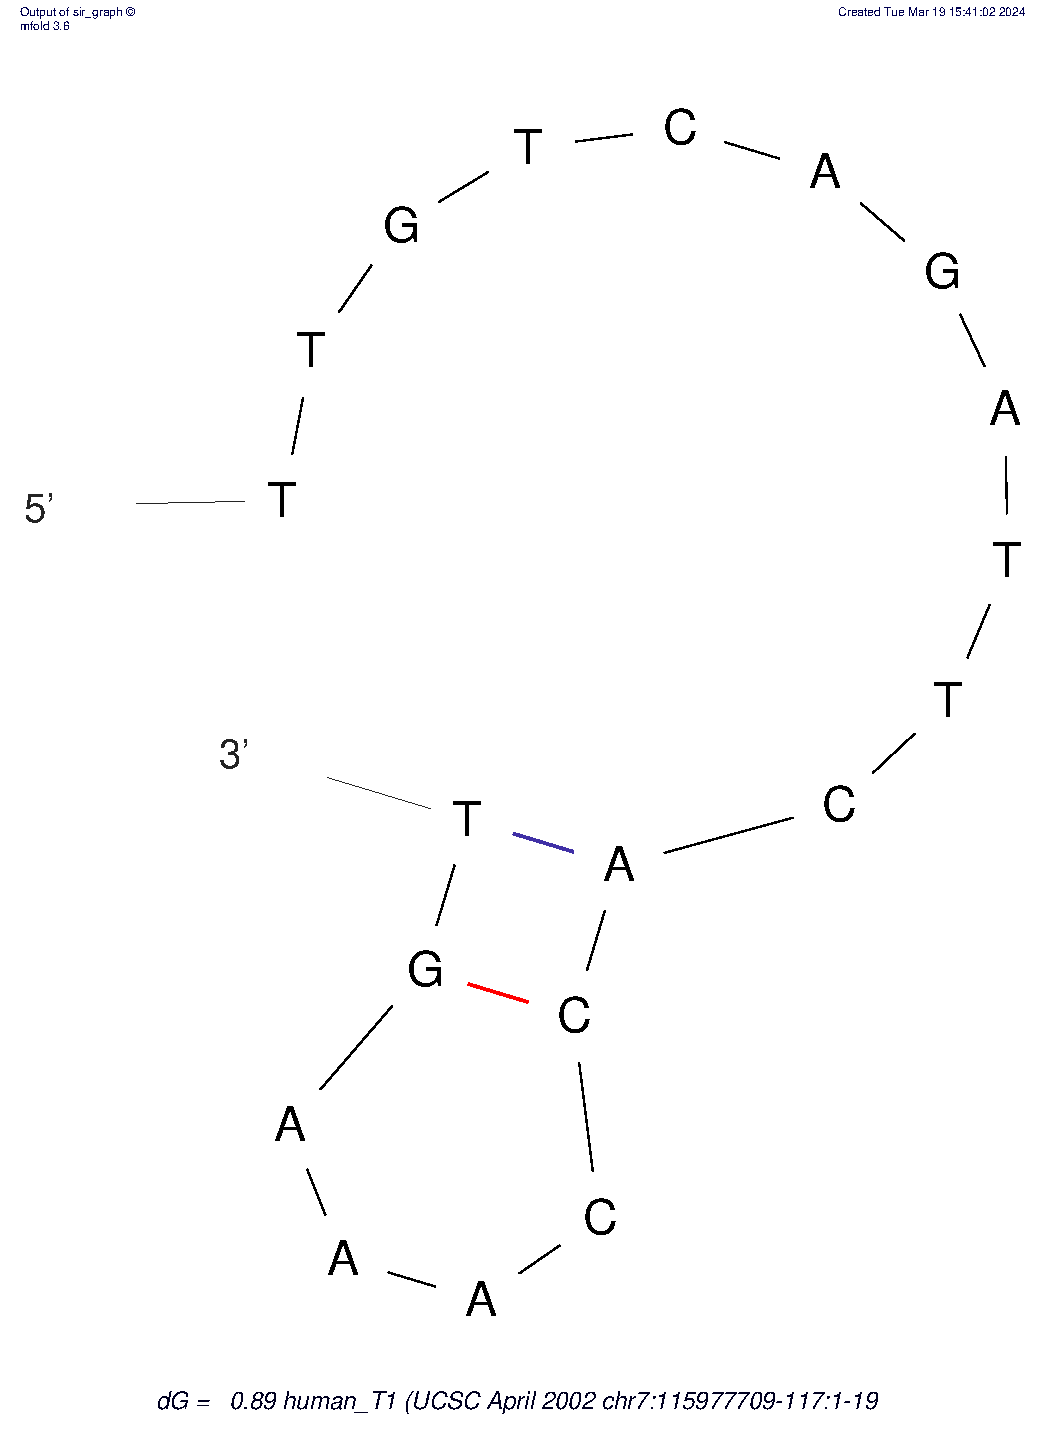 Output of sir_graph ©
mfold 3.6
Created Tue Mar 19 15:41:02 2024
5’
T
T
G
T
C
A
G
A
T
T
C
A
C
C
A
A
A
G
T
3’
dG = 0.89 human_T1 (UCSC April 2002 chr7:115977709-117:1-19